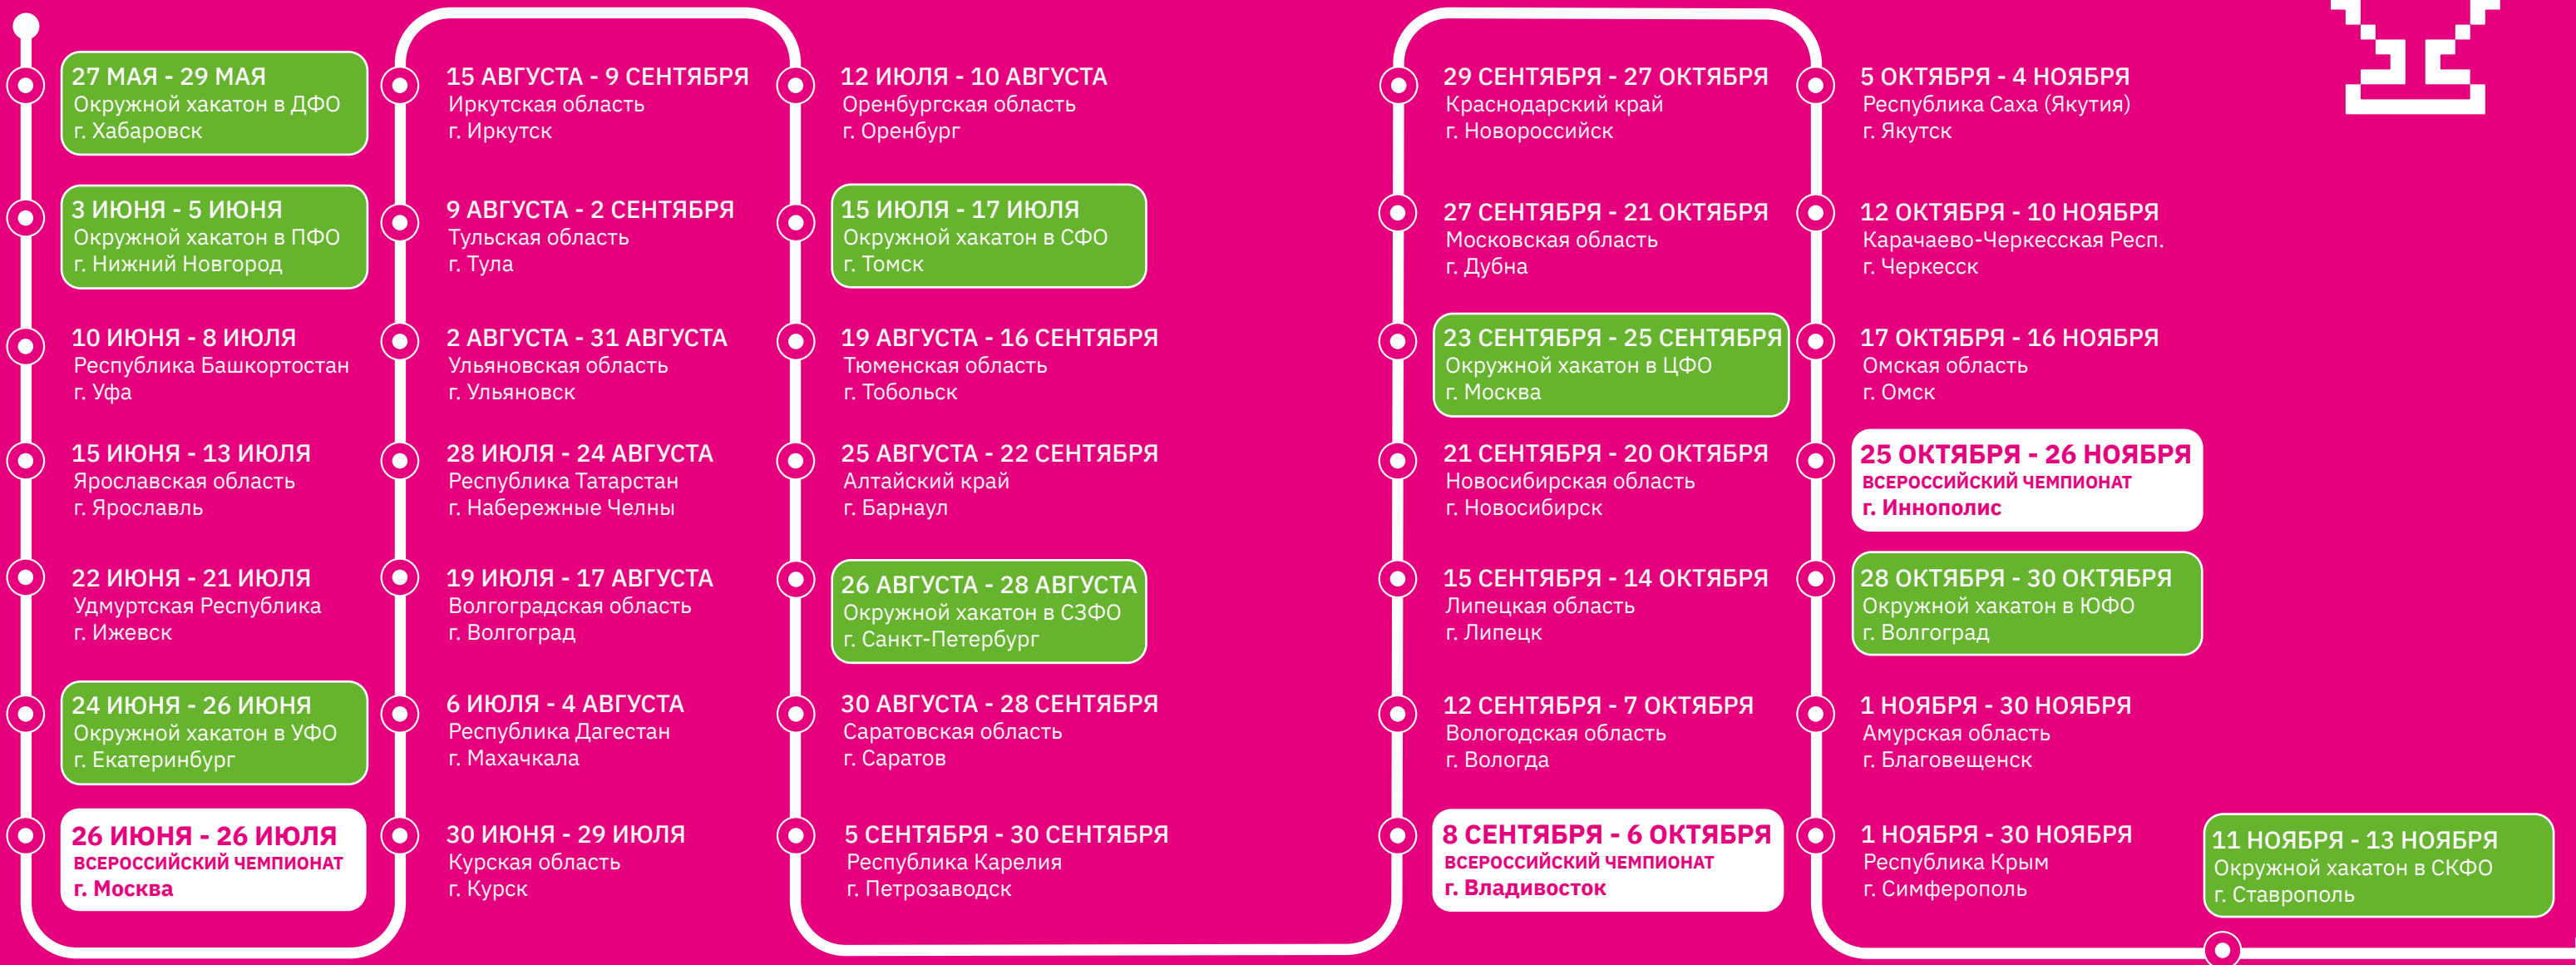 27 МАЯ - 29 МАЯ
Окружной хакатон в ДФО
г. Хабаровск
3 ИЮНЯ - 5 ИЮНЯ
Окружной хакатон в ПФО
г. Нижний Новгород
10 ИЮНЯ - 8 ИЮЛЯ
Республика Башкортостан
г. Уфа
15 ИЮНЯ - 13 ИЮЛЯ
Ярославская область
г. Ярославль
22 ИЮНЯ - 21 ИЮЛЯ
Удмуртская Республика
г. Ижевск
24 ИЮНЯ - 26 ИЮНЯ
Окружной хакатон в УФО
г. Екатеринбург
26 ИЮНЯ - 26 ИЮЛЯ
ВСЕРОССИЙСКИЙ ЧЕМПИОНАТ
г. Москва
15 АВГУСТА - 9 СЕНТЯБРЯ
Иркутская область
г. Иркутск
9 АВГУСТА - 2 СЕНТЯБРЯ
Тульская область
г. Тула
2 АВГУСТА - 31 АВГУСТА
Ульяновская область
г. Ульяновск
28 ИЮЛЯ - 24 АВГУСТА
Республика Татарстан
г. Набережные Челны
19 ИЮЛЯ - 17 АВГУСТА
Волгоградская область
г. Волгоград
6 ИЮЛЯ - 4 АВГУСТА
Республика Дагестан
г. Махачкала
30 ИЮНЯ - 29 ИЮЛЯ
Курская область
г. Курск
12 ИЮЛЯ - 10 АВГУСТА
Оренбургская область
г. Оренбург
15 ИЮЛЯ - 17 ИЮЛЯ
Окружной хакатон в СФО
г. Томск
19 АВГУСТА - 16 СЕНТЯБРЯ
Тюменская область
г. Тобольск
25 АВГУСТА - 22 СЕНТЯБРЯ
Алтайский край
г. Барнаул
26 АВГУСТА - 28 АВГУСТА
Окружной хакатон в СЗФО
г. Санкт-Петербург
30 АВГУСТА - 28 СЕНТЯБРЯ
Саратовская область
г. Саратов
5 СЕНТЯБРЯ - 30 СЕНТЯБРЯ
Республика Карелия
г. Петрозаводск
29 СЕНТЯБРЯ - 27 ОКТЯБРЯ
Краснодарский край
г. Новороссийск
27 СЕНТЯБРЯ - 21 ОКТЯБРЯ
Московская область
г. Дубна
23 СЕНТЯБРЯ - 25 СЕНТЯБРЯ
Окружной хакатон в ЦФО
г. Москва
21 СЕНТЯБРЯ - 20 ОКТЯБРЯ
Новосибирская область
г. Новосибирск
15 СЕНТЯБРЯ - 14 ОКТЯБРЯ
Липецкая область
г. Липецк
12 СЕНТЯБРЯ - 7 ОКТЯБРЯ
Вологодская область
г. Вологда
8 СЕНТЯБРЯ - 6 ОКТЯБРЯ
ВСЕРОССИЙСКИЙ ЧЕМПИОНАТ
г. Владивосток
5 ОКТЯБРЯ - 4 НОЯБРЯ
Республика Саха (Якутия)
г. Якутск
12 ОКТЯБРЯ - 10 НОЯБРЯ
Карачаево-Черкесская Респ.
г. Черкесск
17 ОКТЯБРЯ - 16 НОЯБРЯ
Омская область
г. Омск
25 ОКТЯБРЯ - 26 НОЯБРЯ
ВСЕРОССИЙСКИЙ ЧЕМПИОНАТ
г. Иннополис
28 ОКТЯБРЯ - 30 ОКТЯБРЯ
Окружной хакатон в ЮФО
г. Волгоград
1 НОЯБРЯ - 30 НОЯБРЯ
Амурская область
г. Благовещенск
1 НОЯБРЯ - 30 НОЯБРЯ
Республика Крым
г. Симферополь
11 НОЯБРЯ - 13 НОЯБРЯ
Окружной хакатон в СКФО
г. Ставрополь